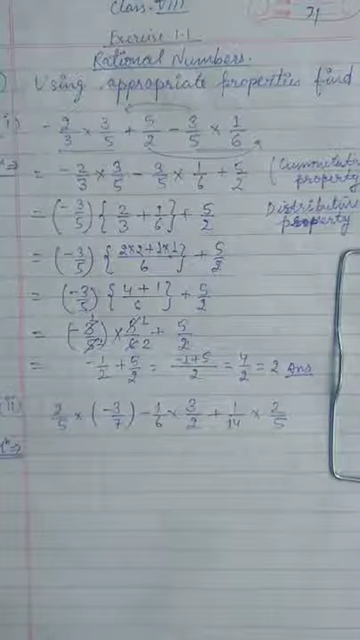 Class-VIII
Exercise 1.1
Rational Numbers.
Using appropriate properties find
i) -2/3 × 3/5 + 5/2 - 3/5 × 1/6
= -2/3 × 3/5 - 3/5 × 1/6 + 5/2 (Commutative property
= (-3/5) {2/3 + 1/6} + 5/2 Distributive property
= (-3/5) {2×2+1×1/6} + 5/2
= (-3/5) {4+1/6} + 5/2
= (-3/5) × 5/6 + 5/2
= -1/2 + 5/2 = -1+5/2 = 4/2 = 2 Ans
(ii) 2/5 × (-3/7) - 1/6 × 3/2 + 1/14 × 2/5